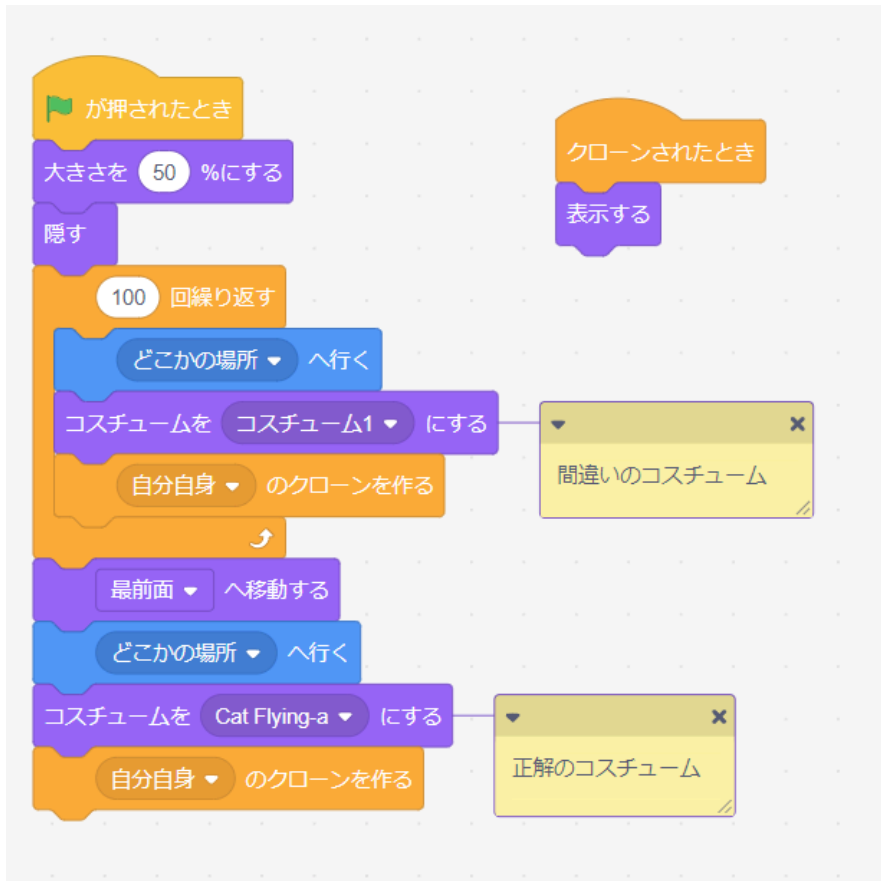 が押されたとき
大きさを 50 %にする
隠す
100 回繰り返す
どこかの場所 へ行く
コスチュームを コスチューム1 にする
自分自身 のクローンを作る
最前面 へ移動する
どこかの場所 へ行く
コスチュームを Cat Flying-a にする
自分自身 のクローンを作る
クローンされたとき
表示する
間違いのコスチューム
正解のコスチューム